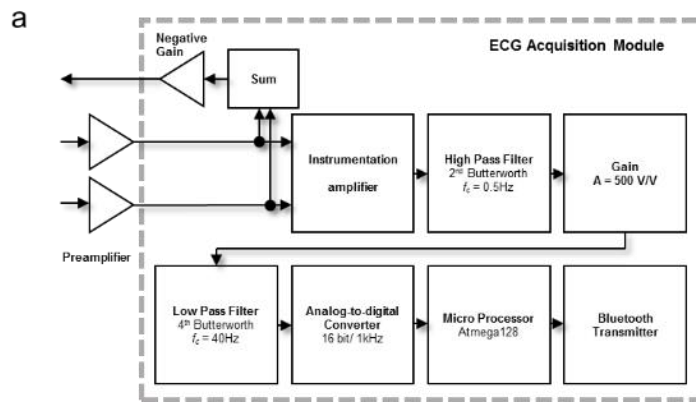 a
Negative
Gain
ECG Acquisition Module
Sum
Instrumentation
amplifier
High Pass Filter
2nd Butterworth
fc = 0.5Hz
Gain
A = 500 V/V
Preamplifier
Low Pass Filter
4th Butterworth
fc = 40Hz
Analog-to-digital
Converter
16 bit/ 1kHz
Micro Processor
Atmega128
Bluetooth
Transmitter